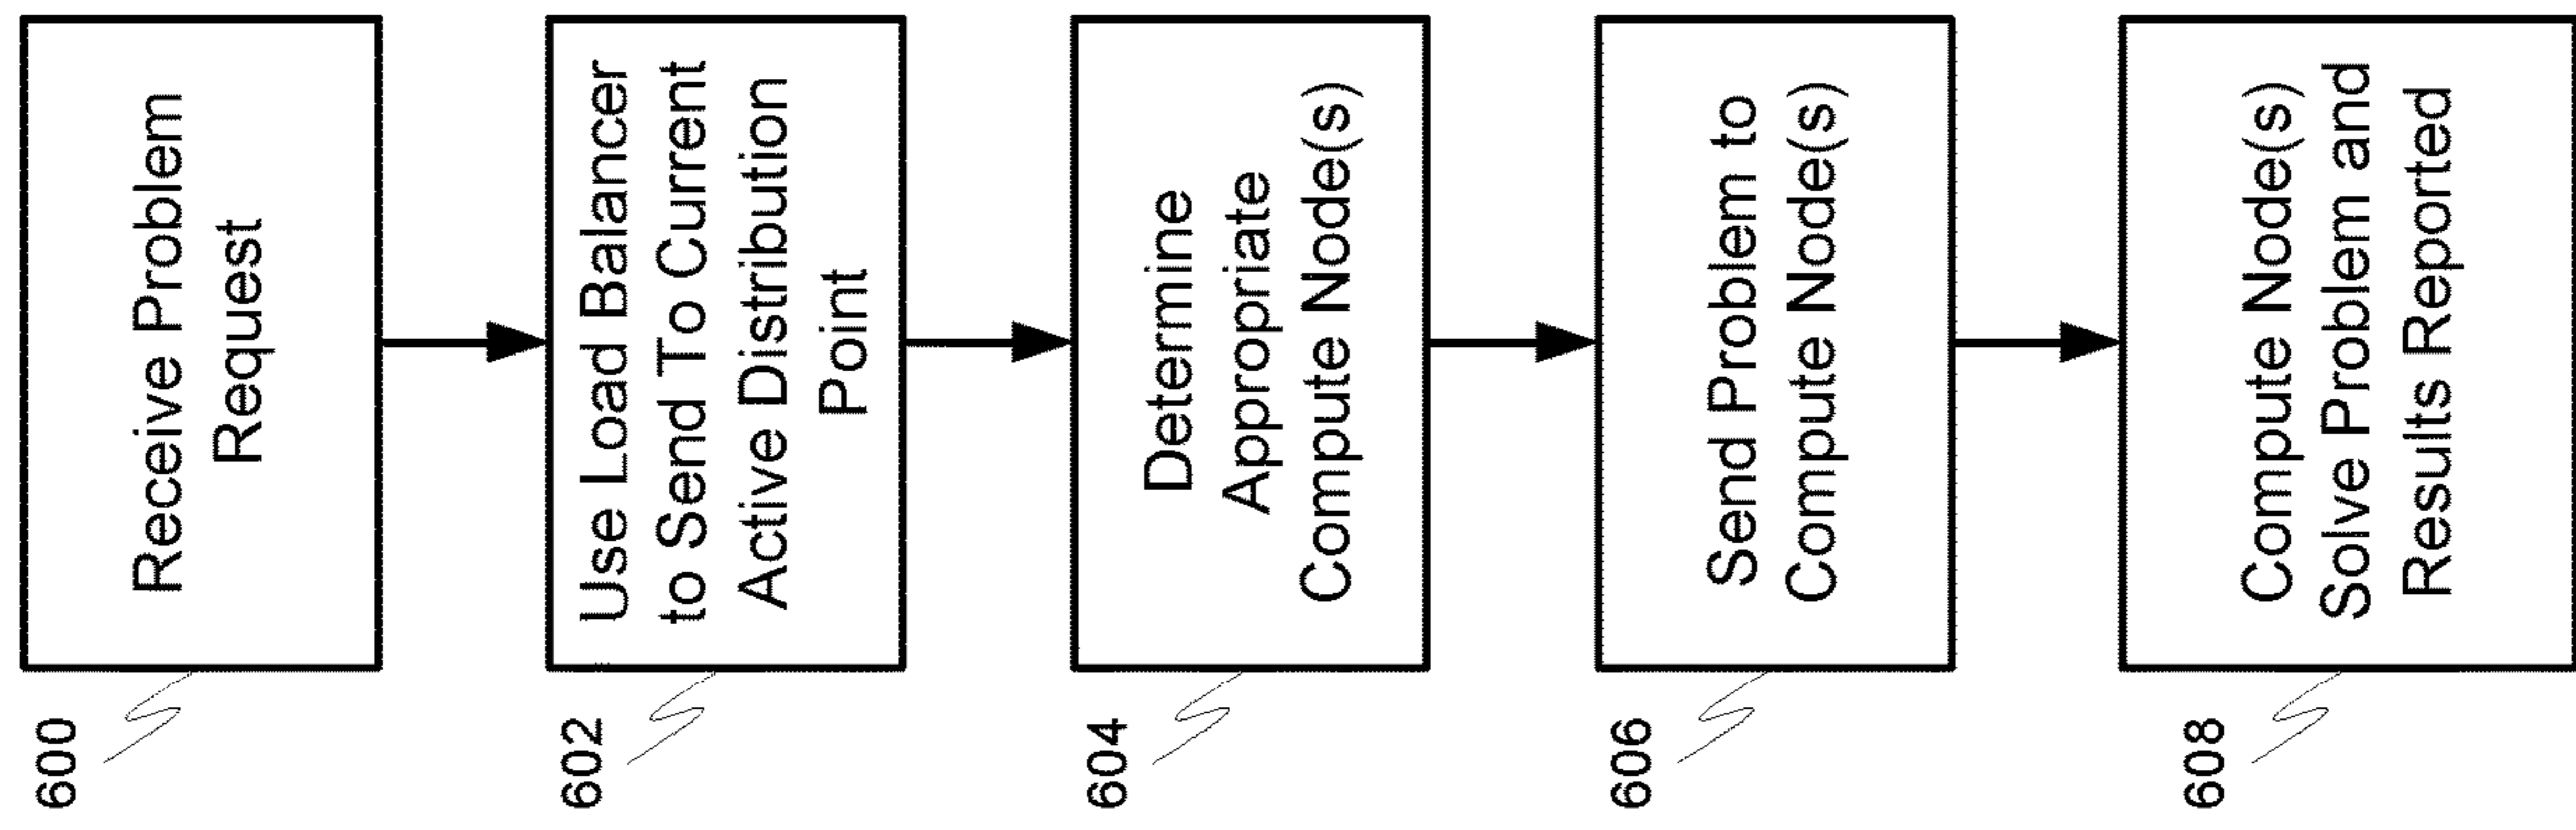 600
Receive Problem
Request
602
Use Load Balancer
to Send To Current
Active Distribution
Point
604
Determine
Appropriate
Compute Node(s)
606
Send Problem to
Compute Node(s)
608
Compute Node(s)
Solve Problem and
Results Reported